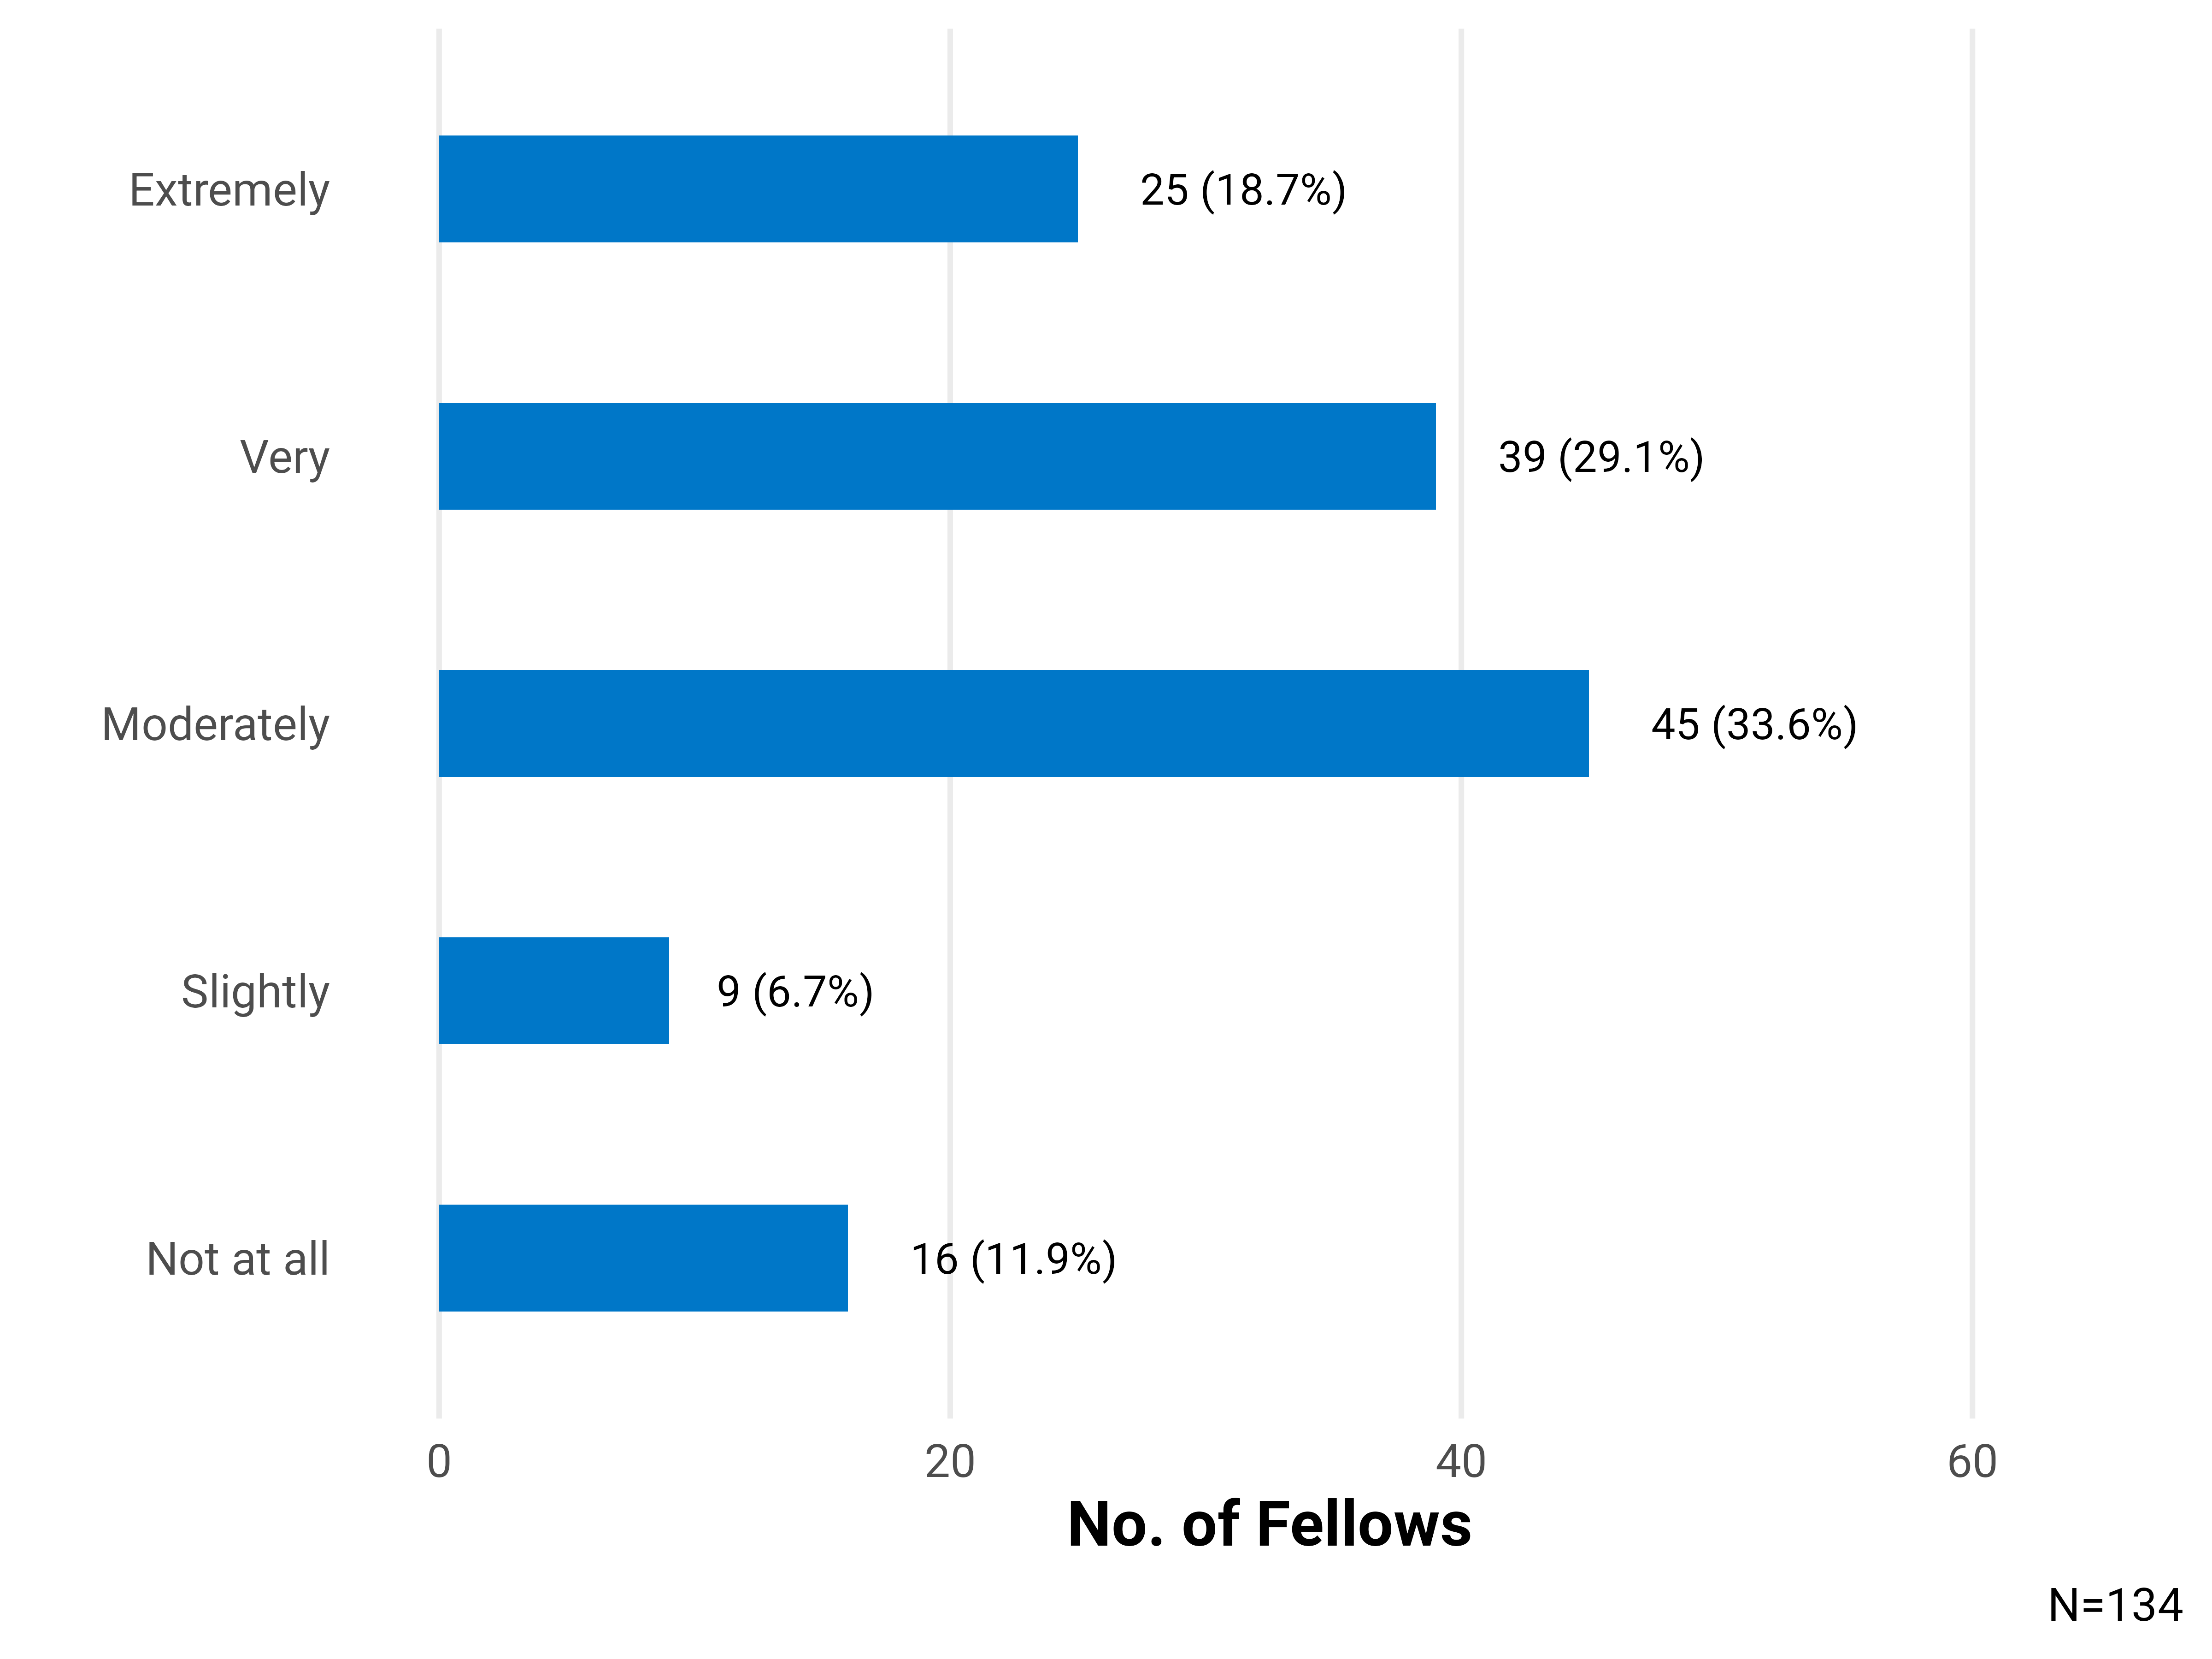 Extremely 25 (18.7%)
Very 39 (29.1%)
Moderately 45 (33.6%)
Slightly 9 (6.7%)
Not at all 16 (11.9%)
0 20 40 60
No. of Fellows
N=134